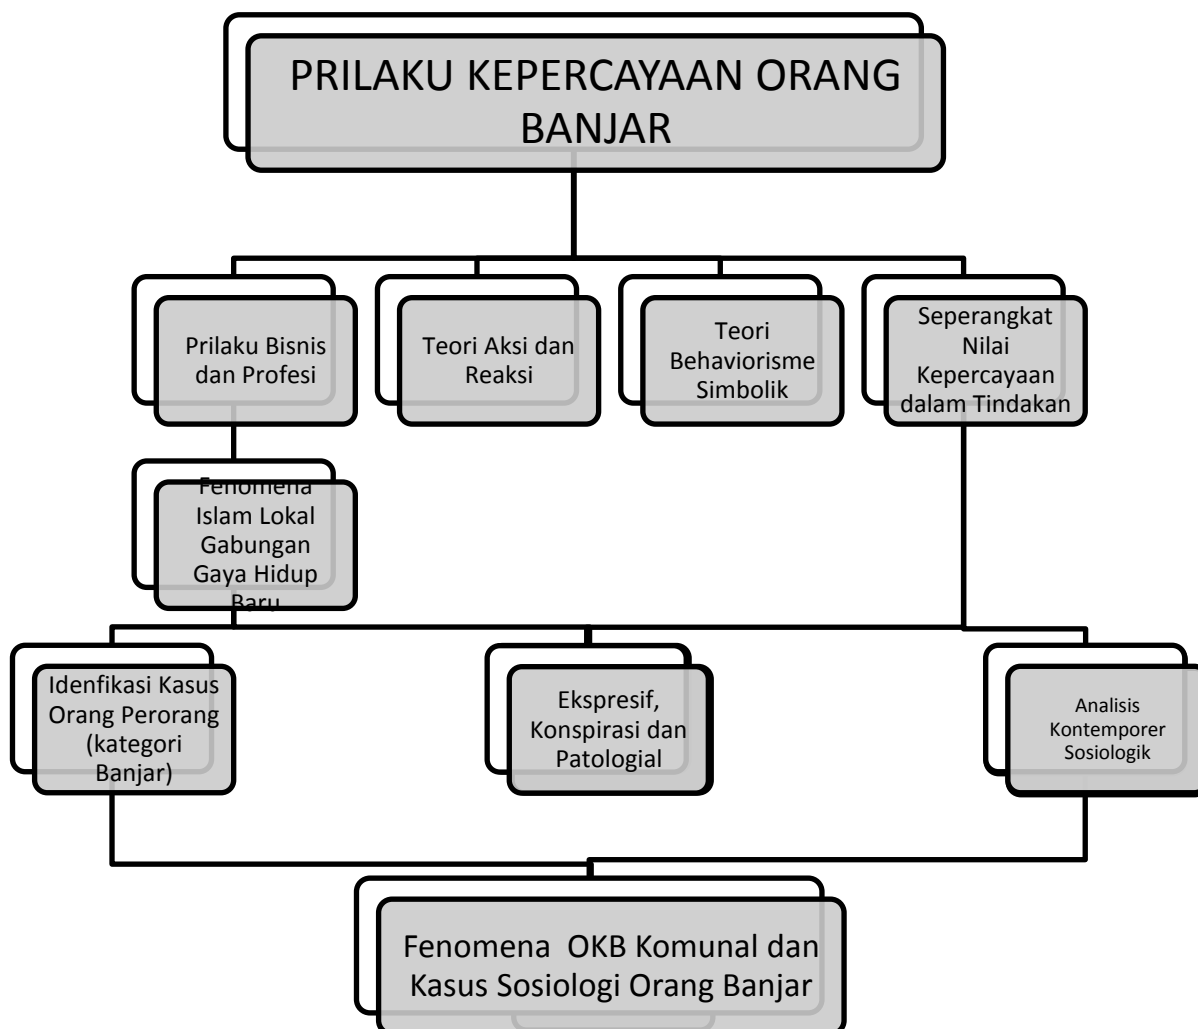 PRILAKU KEPERCAYAAN ORANG
BANJAR
Prilaku Bisnis
dan Profesi
Teori Aksi dan
Reaksi
Teori
Behaviorisme
Simbolik
Seperangkat
Nilai
Kepercayaan
dalam Tindakan
Fenomena
Islam Lokal
Gabungan
Gaya Hidup
Baru
Idenfikasi Kasus
Orang Perorang
(kategori
Banjar)
Ekspresif,
Konspirasi dan
Patologial
Analisis
Kontemporer
Sosiologik
Fenomena OKB Komunal dan
Kasus Sosiologi Orang Banjar